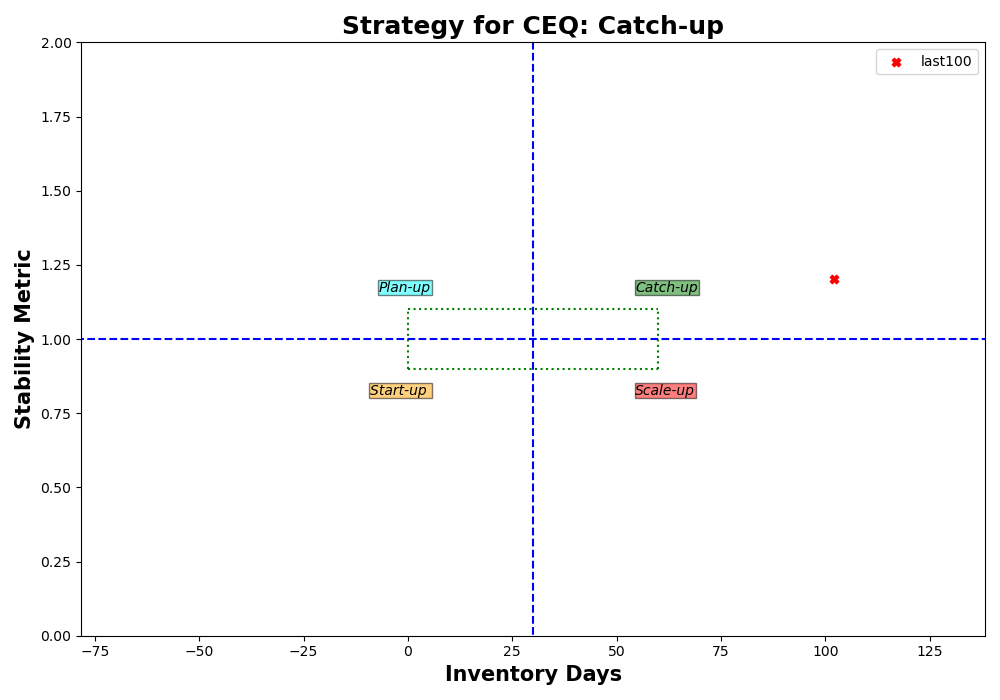 Strategy for CEQ: Catch-up
last100
2.00
1.75
1.50
1.25
1.00
0.75
0.50
0.25
0.00
Stability Metric
Plan-up
Catch-up
Start-up
Scale-up
−75
−50
−25
0
25
50
75
100
125
Inventory Days